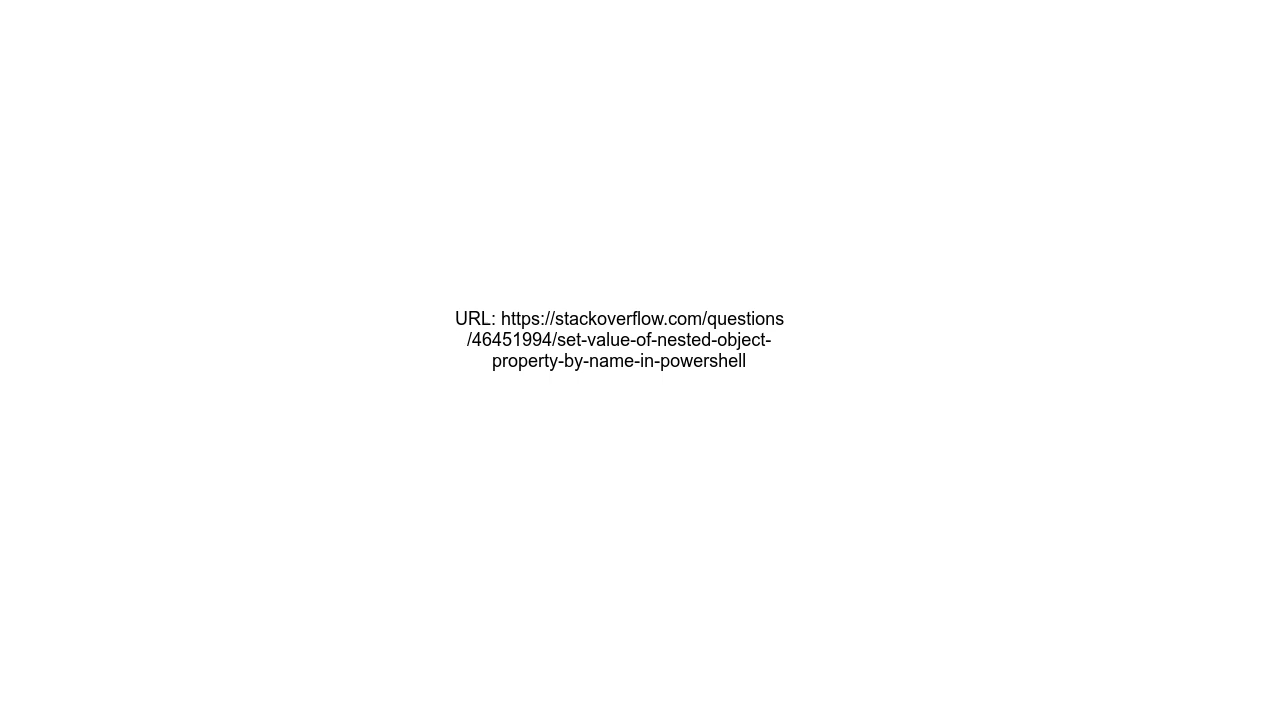 URL: https://stackoverflow.com/questions
/46451994/set-value-of-nested-object-
property-by-name-in-powershell